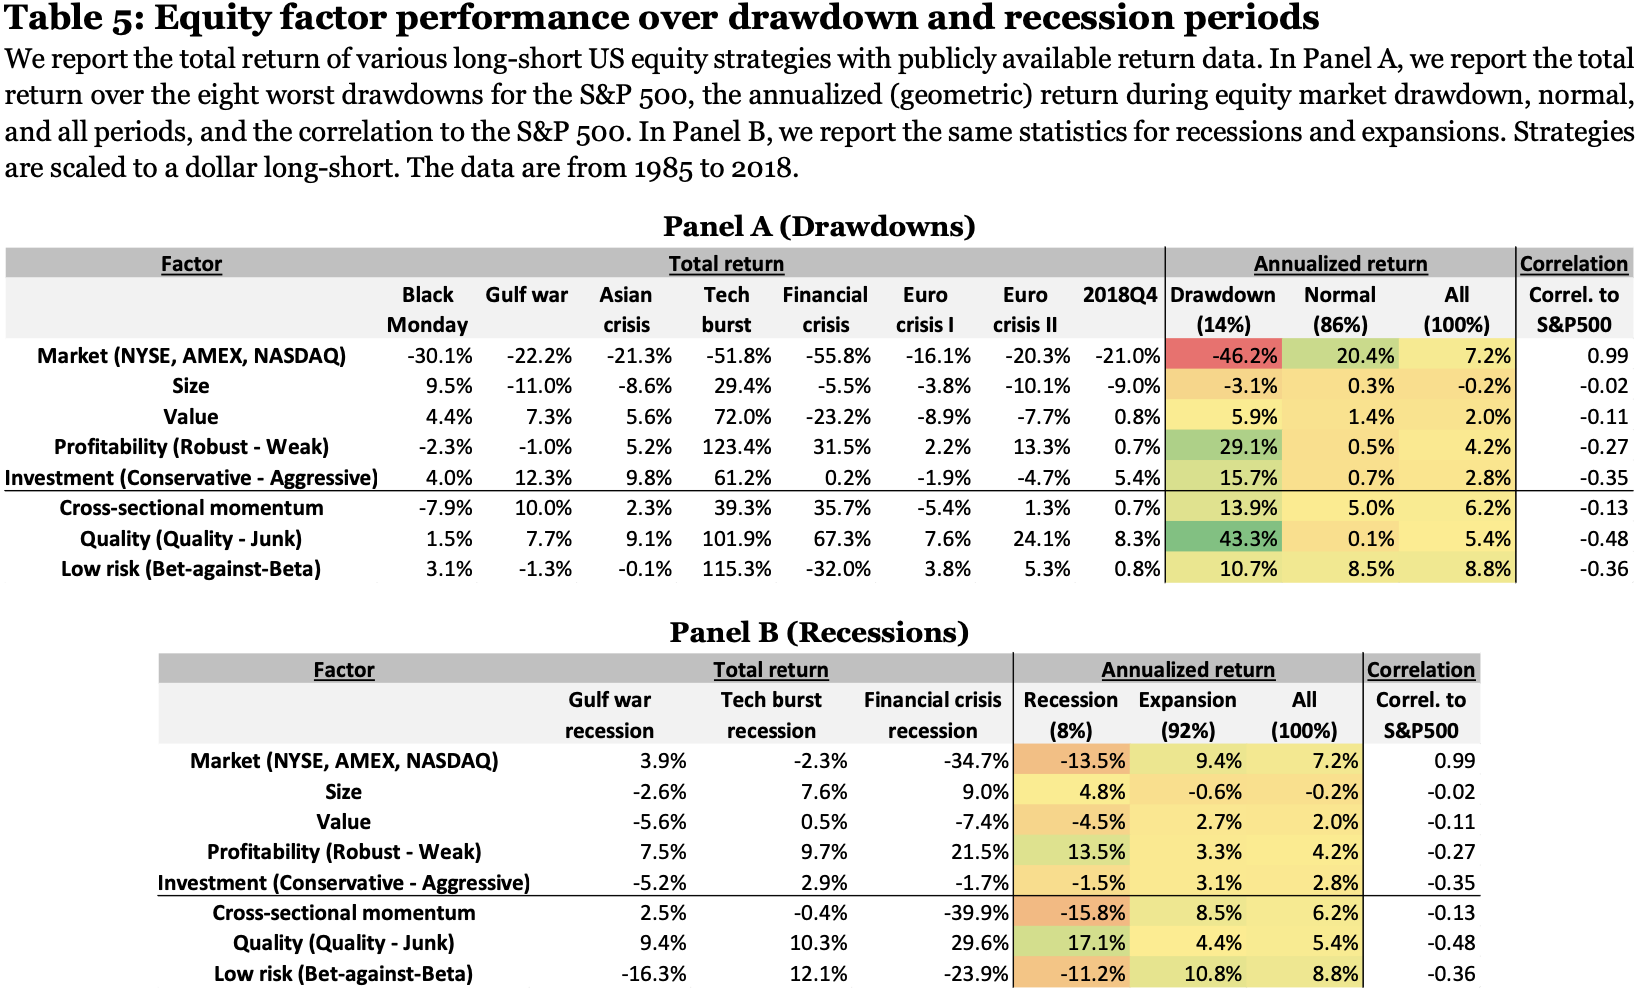 Table 5: Equity factor performance over drawdown and recession periods
We report the total return of various long-short US equity strategies with publicly available return data. In Panel A, we report the total
return over the eight worst drawdowns for the S&P 500, the annualized (geometric) return during equity market drawdown, normal,
and all periods, and the correlation to the S&P 500. In Panel B, we report the same statistics for recessions and expansions. Strategies
are scaled to a dollar long-short. The data are from 1985 to 2018.
Panel A (Drawdowns)
Factor Total return Annualized return Correlation
Black Gulf war Asian Tech Financial Euro Euro 2018Q4 Drawdown Normal All Correl. to
Monday crisis burst crisis crisis I crisis II (14%) (86%) (100%) S&P500
Market (NYSE, AMEX, NASDAQ) -30.1% -22.2% -21.3% -51.8% -55.8% -16.1% -20.3% -21.0% -46.2% 20.4% 7.2% 0.99
Size 9.5% -11.0% -8.6% 29.4% -5.5% -3.8% -10.1% -9.0% -3.1% 0.3% -0.2% -0.02
Value 4.4% 7.3% 5.6% 72.0% -23.2% -8.9% -7.7% 0.8% 5.9% 1.4% 2.0% -0.11
Profitability (Robust - Weak) -2.3% -1.0% 5.2% 123.4% 31.5% 2.2% 13.3% 0.7% 29.1% 0.5% 4.2% -0.27
Investment (Conservative - Aggressive) 4.0% 12.3% 9.8% 61.2% 0.2% -1.9% -4.7% 5.4% 15.7% 0.7% 2.8% -0.35
Cross-sectional momentum -7.9% 10.0% 2.3% 39.3% 35.7% -5.4% 1.3% 0.7% 13.9% 5.0% 6.2% -0.13
Quality (Quality - Junk) 1.5% 7.7% 9.1% 101.9% 67.3% 7.6% 24.1% 8.3% 43.3% 0.1% 5.4% -0.48
Low risk (Bet-against-Beta) 3.1% -1.3% -0.1% 115.3% -32.0% 3.8% 5.3% 0.8% 10.7% 8.5% 8.8% -0.36
Panel B (Recessions)
Factor Total return Annualized return Correlation
Gulf war Tech burst Financial crisis Recession Expansion All Correl. to
recession recession recession (8%) (92%) (100%) S&P500
Market (NYSE, AMEX, NASDAQ) 3.9% -2.3% -34.7% -13.5% 9.4% 7.2% 0.99
Size -2.6% 7.6% 9.0% 4.8% -0.6% -0.2% -0.02
Value -5.6% 0.5% -7.4% -4.5% 2.7% 2.0% -0.11
Profitability (Robust - Weak) 7.5% 9.7% 21.5% 13.5% 3.3% 4.2% -0.27
Investment (Conservative - Aggressive) -5.2% 2.9% -1.7% -1.5% 3.1% 2.8% -0.35
Cross-sectional momentum 2.5% -0.4% -39.9% -15.8% 8.5% 6.2% -0.13
Quality (Quality - Junk) 9.4% 10.3% 29.6% 17.1% 4.4% 5.4% -0.48
Low risk (Bet-against-Beta) -16.3% 12.1% -23.9% -11.2% 10.8% 8.8% -0.36